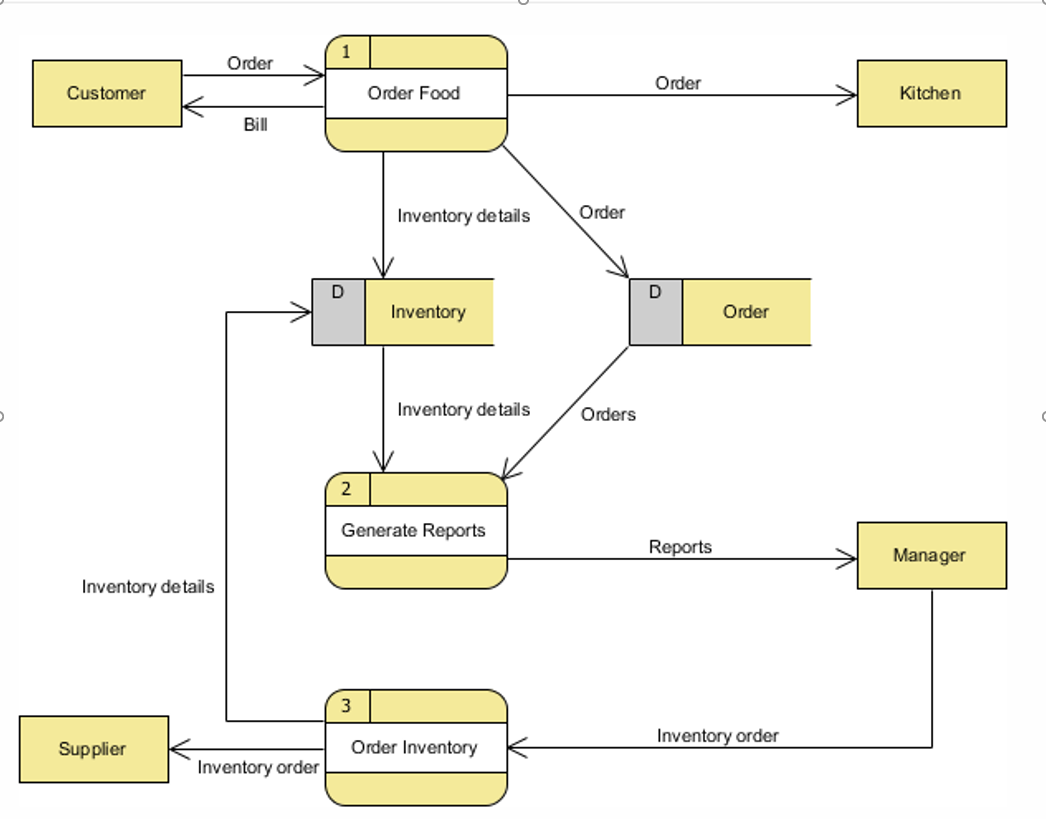 1
Order
Customer
Order Food
Order
Kitchen
Bill
Inventory details
Order
D
Inventory
D
Order
Inventory details
Orders
2
Generate Reports
Reports
Manager
Inventory details
3
Order Inventory
Inventory order
Supplier
Inventory order